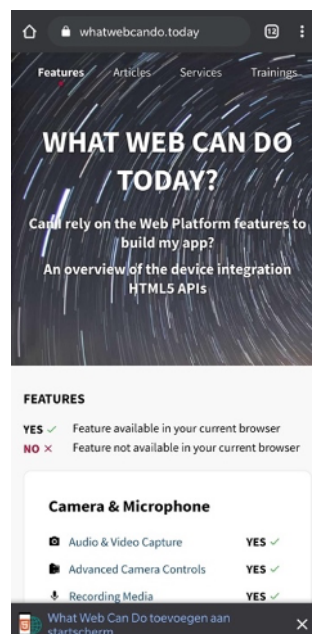 whatwebcando.today
12
Features Articles Services Trainings
WHAT WEB CAN DO
TODAY?
Can I rely on the Web Platform features to
build my app?
An overview of the device integration
HTML5 APIs
FEATURES
YES ✓ Feature available in your current browser
NO × Feature not available in your current browser
Camera & Microphone
Audio & Video Capture YES ✓
Advanced Camera Controls YES ✓
Recording Media YES ✓
What Web Can Do toevoegen aan
startscherm